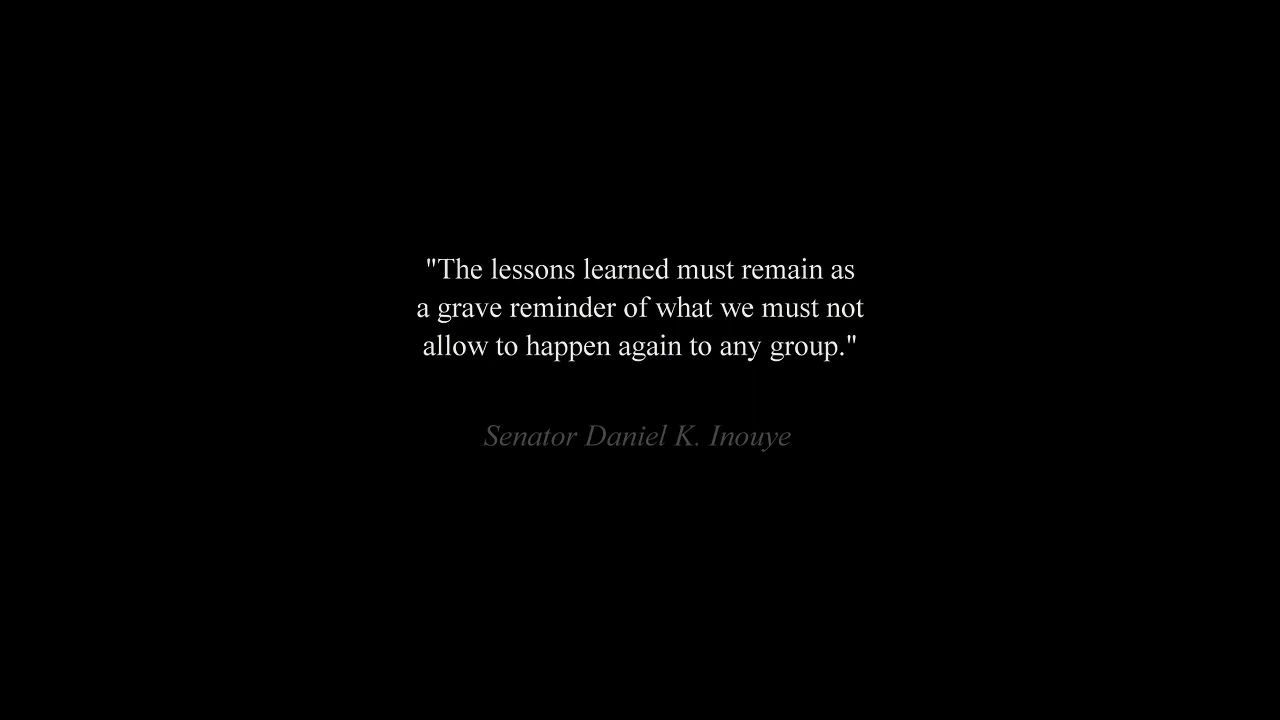 "The lessons learned must remain as
a grave reminder of what we must not
allow to happen again to any group."
Senator Daniel K. Inouye